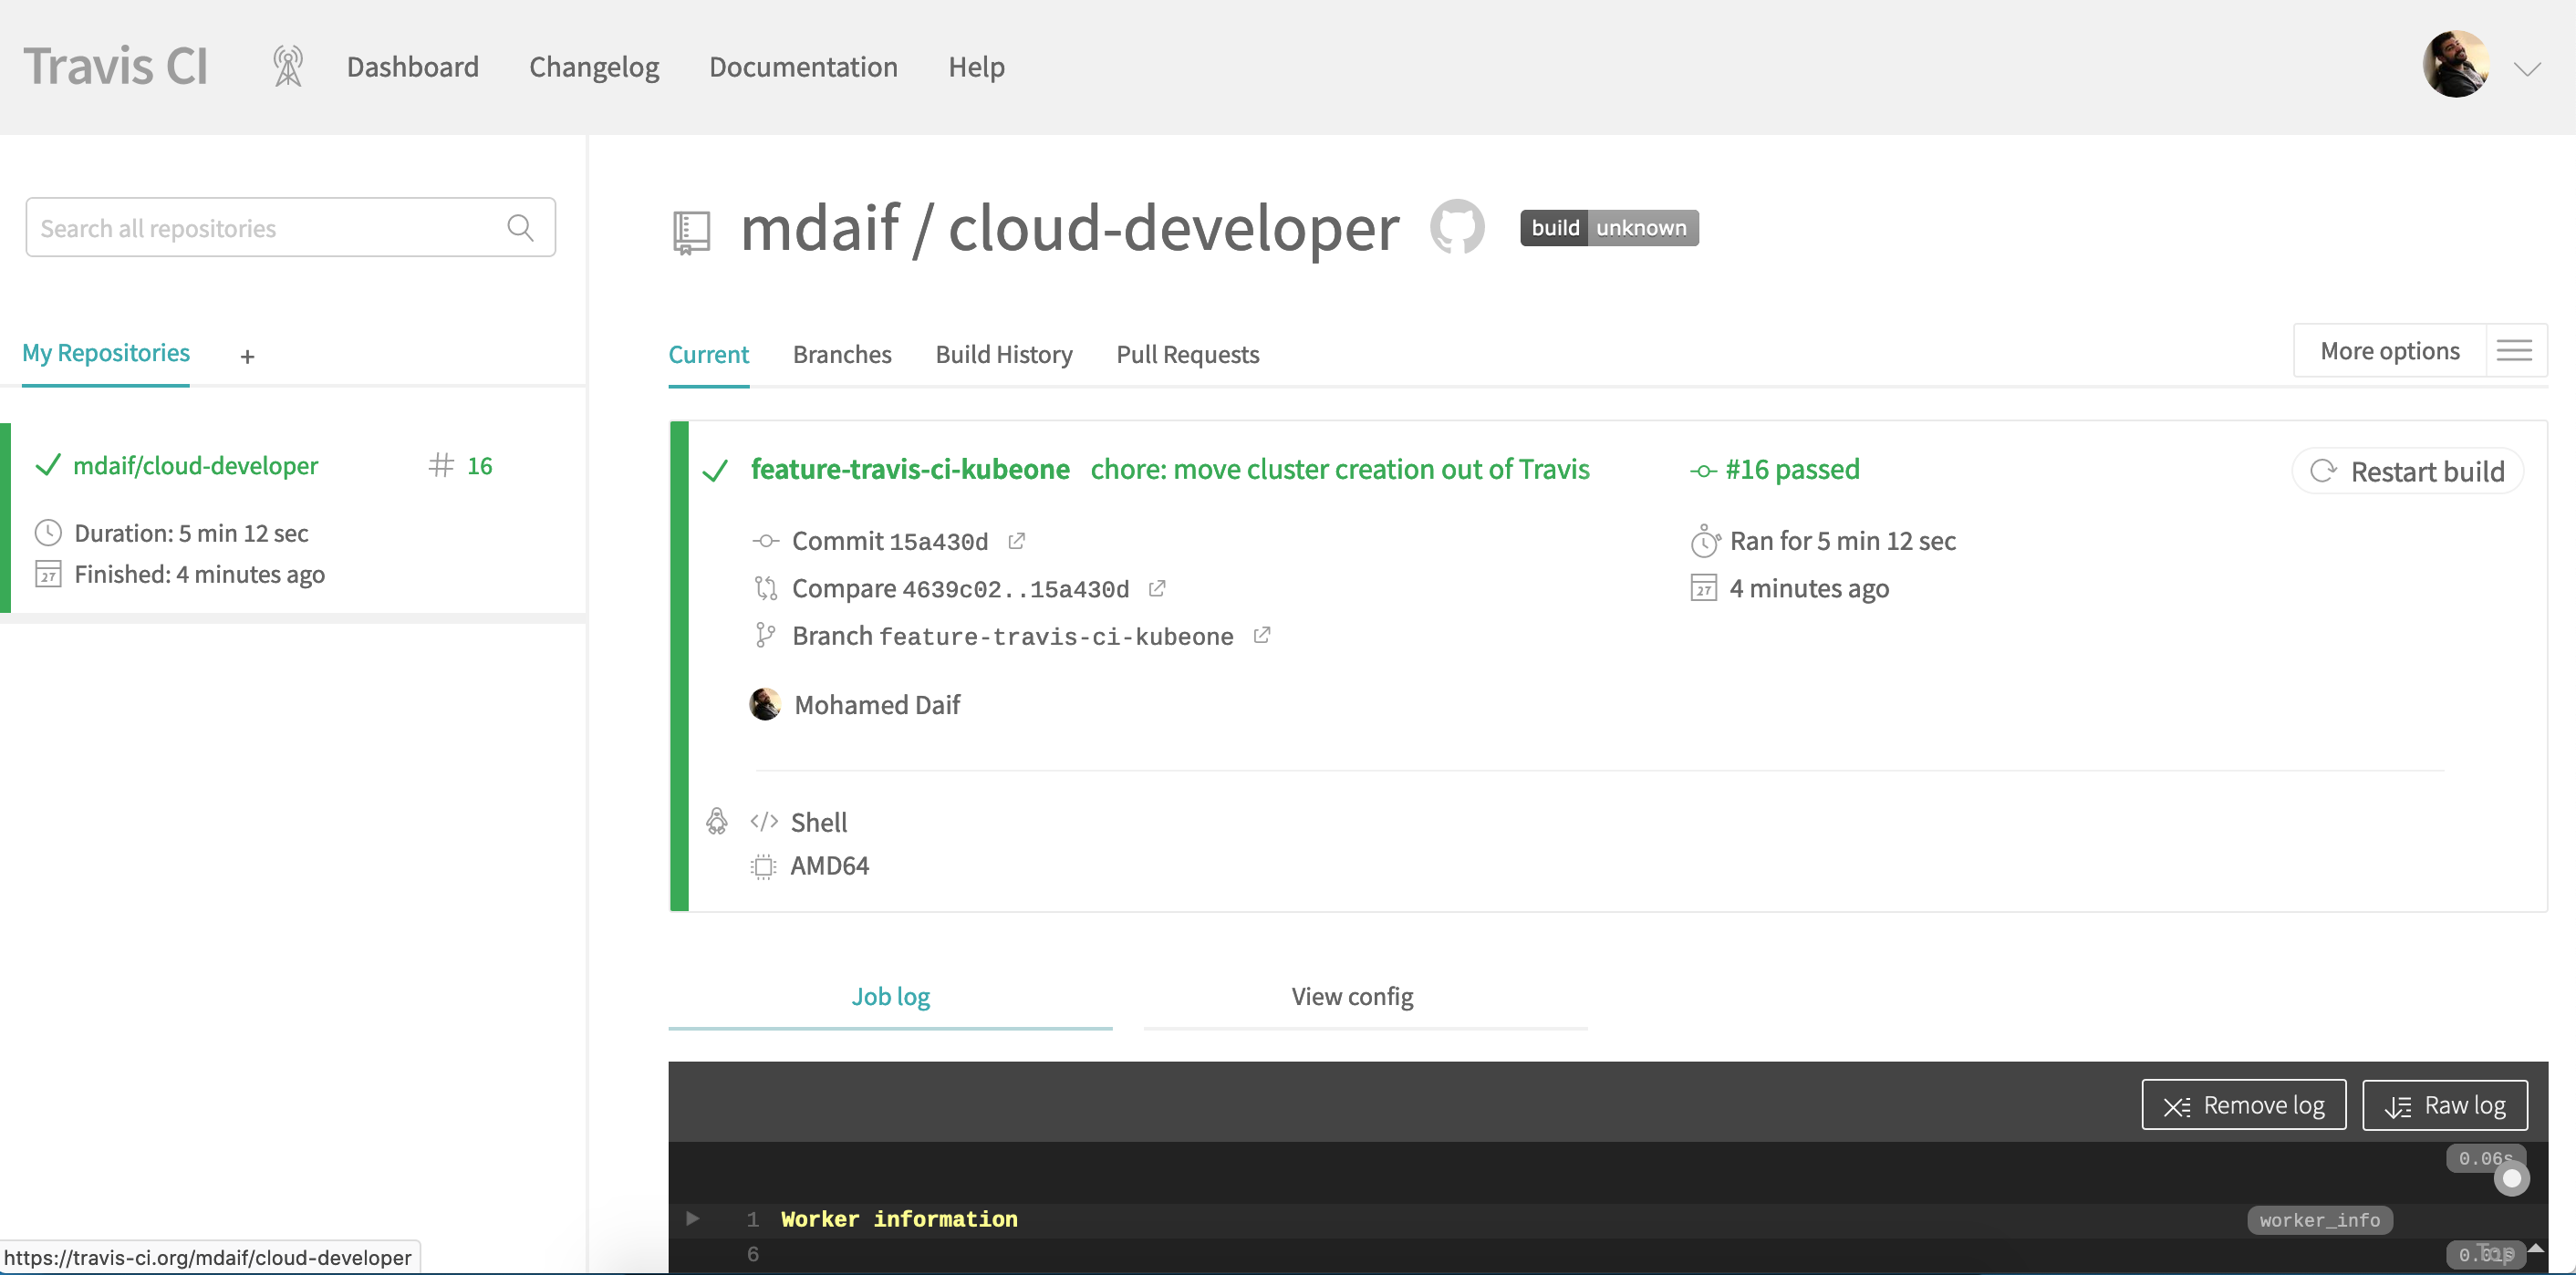 Travis CI Dashboard Changelog Documentation Help
Search all repositories
mdaif / cloud-developer build unknown
My Repositories +
Current Branches Build History Pull Requests More options
mdaif/cloud-developer # 16
Duration: 5 min 12 sec
27 Finished: 4 minutes ago
feature-travis-ci-kubeone chore: move cluster creation out of Travis #16 passed Restart build
Commit 15a430d Ran for 5 min 12 sec
Compare 4639c02..15a430d 27 4 minutes ago
Branch feature-travis-ci-kubeone
Mohamed Daif
</> Shell
AMD64
Job log View config
Remove log Raw log
0.06s
1 Worker information worker_info
6 Top
https://travis-ci.org/mdaif/cloud-developer